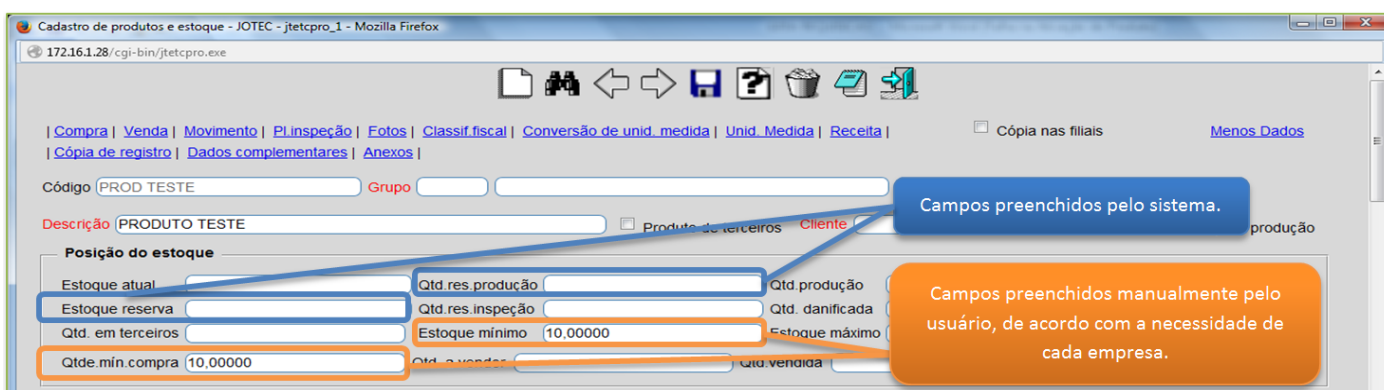 Cadastro de produtos e estoque - JOTEC - jtetcpro_1 - Mozilla Firefox
172.16.1.28/cgi-bin/jtetcpro.exe
| Compra | Venda | Movimento | Pl.inspeção | Fotos | Classif.fiscal | Conversão de unid. medida | Unid. Medida | Receita | Cópia nas filiais Menos Dados
| Cópia de registro | Dados complementares | Anexos |
Código PROD TESTE Grupo
Campos preenchidos pelo sistema.
Descrição PRODUTO TESTE Produto de terceiros Cliente produção
Posição do estoque
Estoque atual Qtd.res.produção Qtd.produção
Estoque reserva Qtd.res.inspeção Qtd. danificada
Qtd. em terceiros Estoque mínimo 10,00000 Estoque máximo
Qtde.mín.compra 10,00000 Qtd. a vender Qtd.vendida
Campos preenchidos manualmente pelo
usuário, de acordo com a necessidade de
cada empresa.